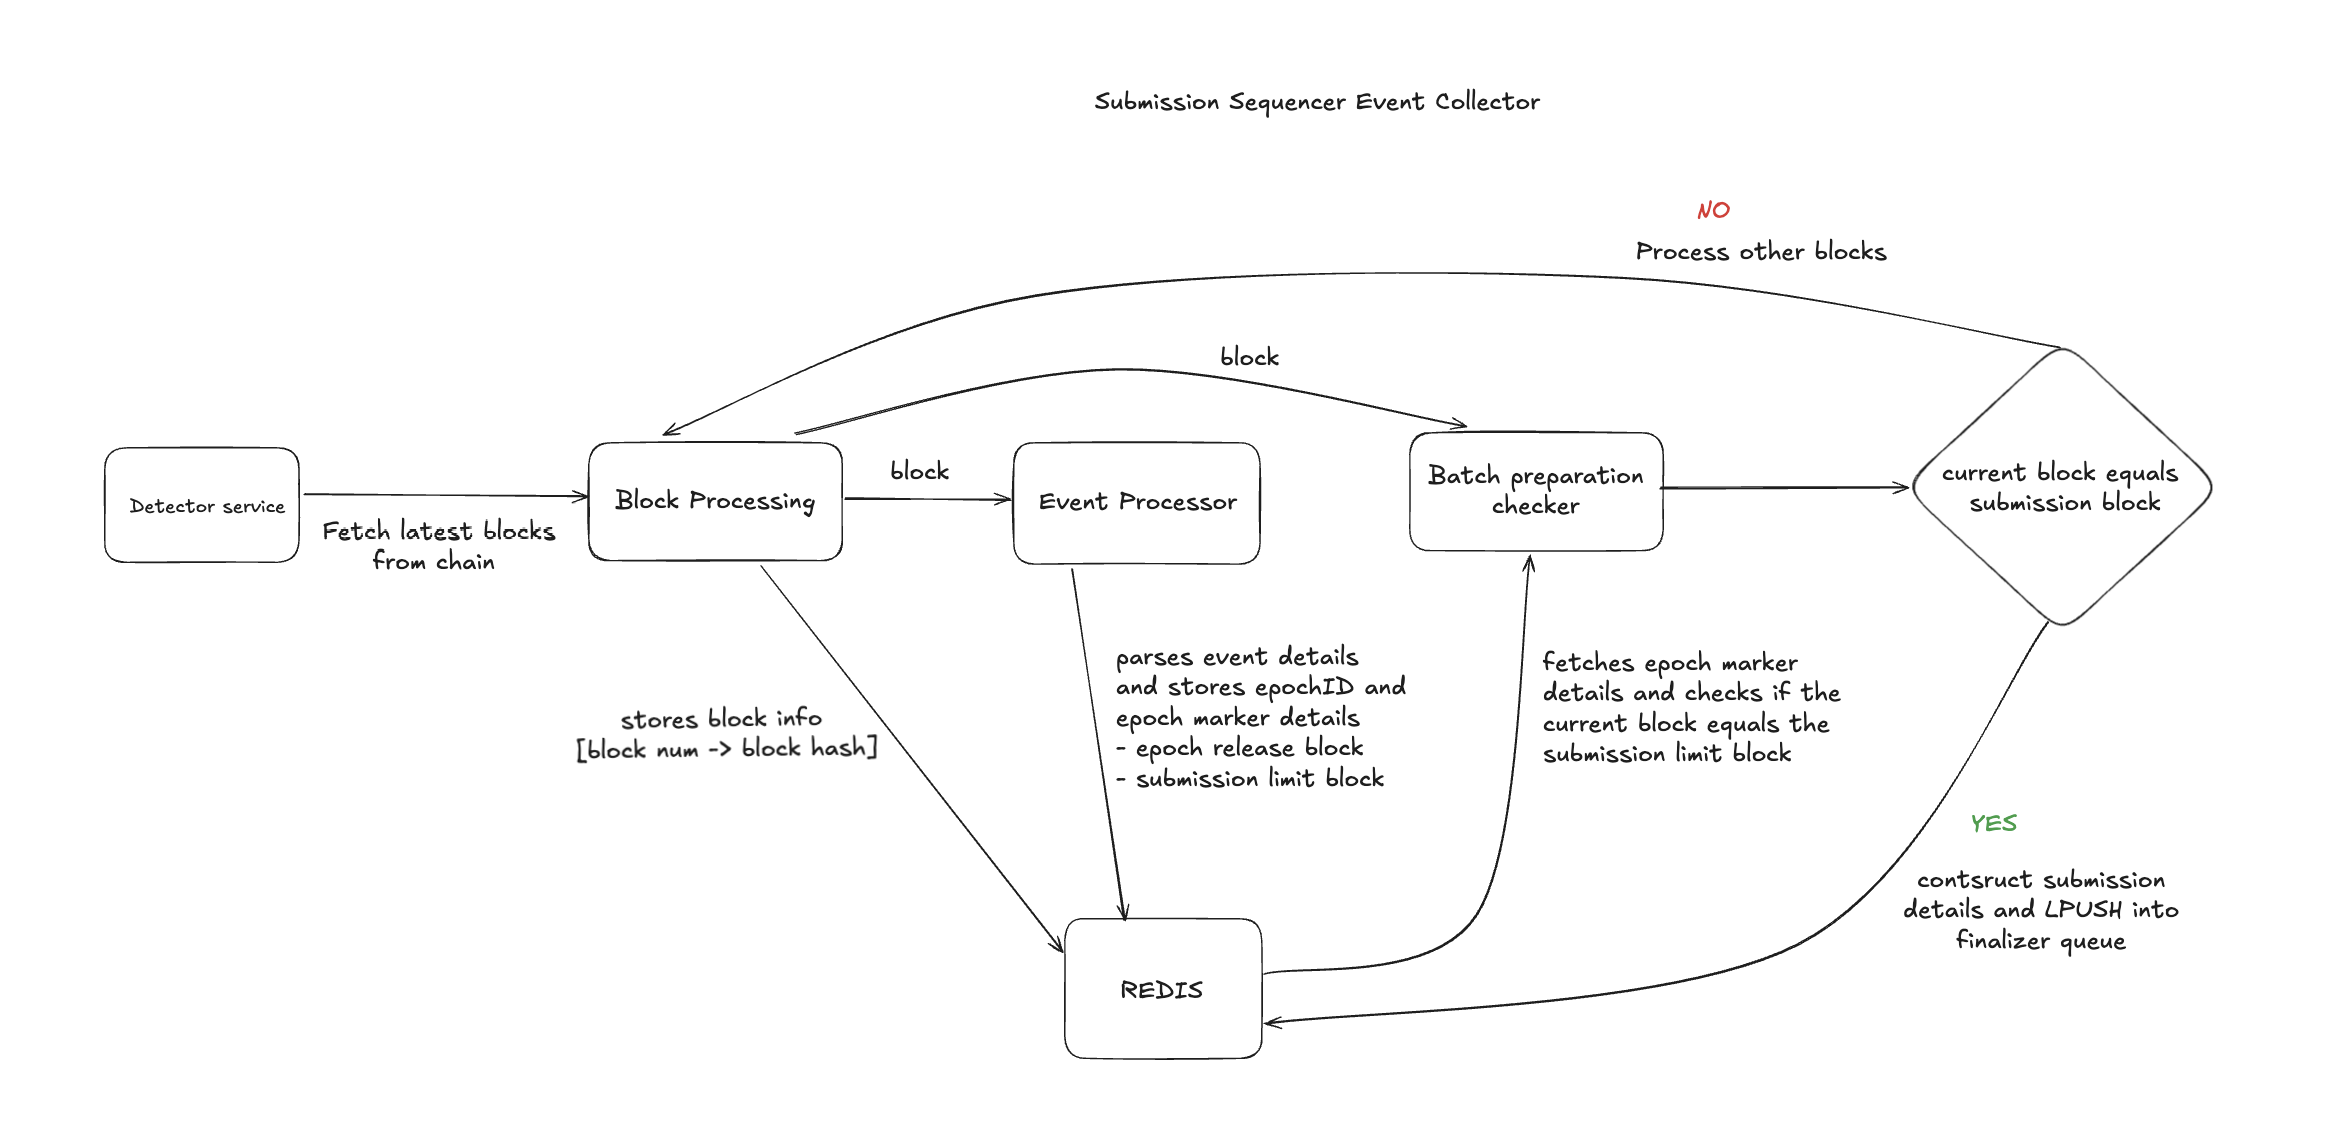 Submission Sequencer Event Collector
NO
Process other blocks
block
block
Detector service
Fetch latest blocks
from chain
Block Processing
Event Processor
Batch preparation
checker
current block equals
submission block
stores block info
[block num -> block hash]
parses event details
and stores epochID and
epoch marker details
- epoch release block
- submission limit block
fetches epoch marker
details and checks if the
current block equals the
submission limit block
YES
contsruct submission
details and LPUSH into
finalizer queue
REDIS